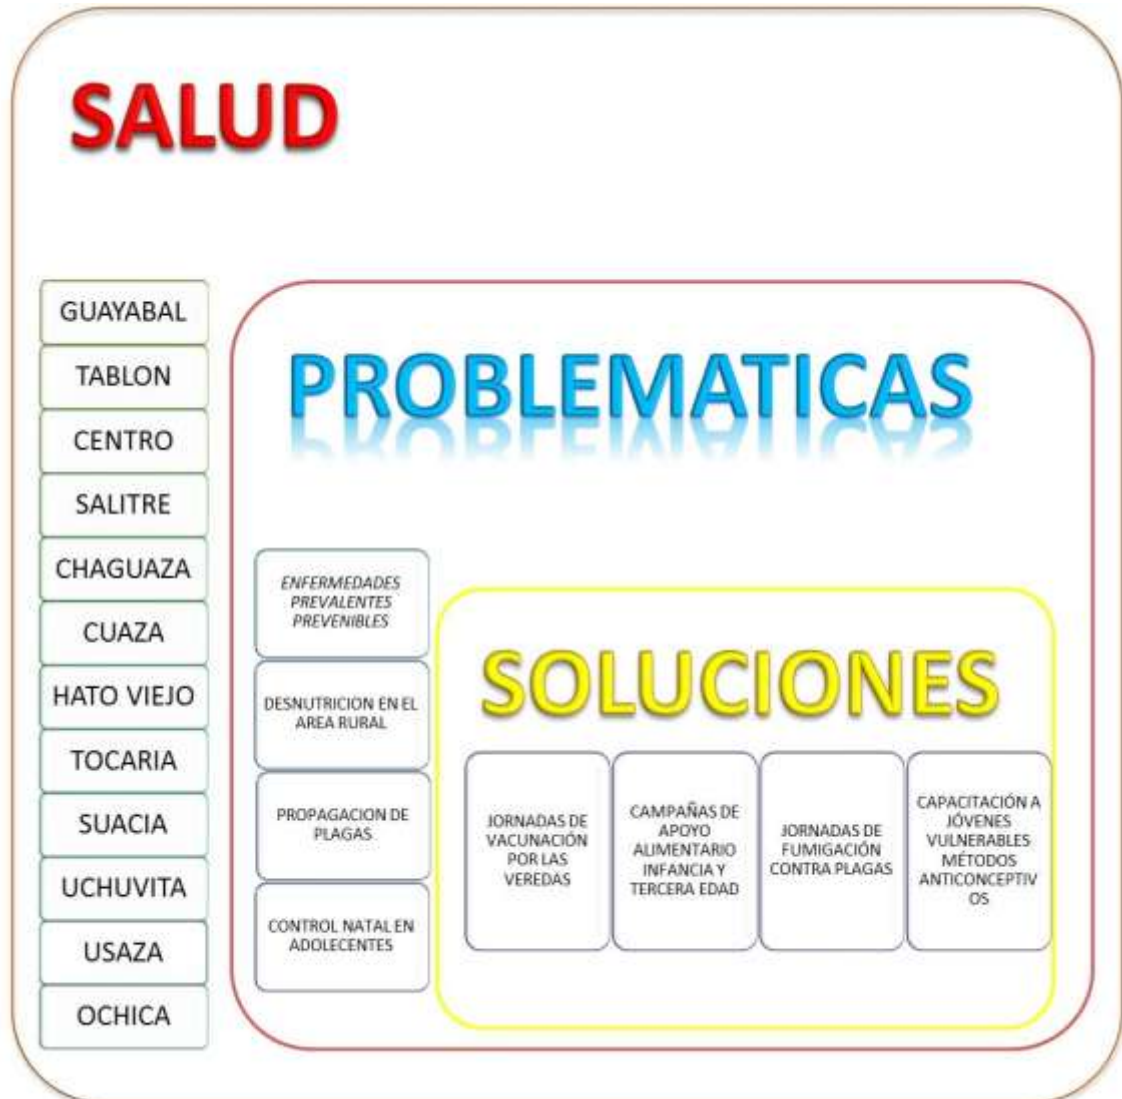 SALUD
GUAYABAL
TABLON
CENTRO
SALITRE
CHAGUAZA
CUAZA
HATO VIEJO
TOCARIA
SUACIA
UCHUVITA
USAZA
OCHICA
PROBLEMATICAS
ENFERMEDADES
PREVALENTES
PREVENIBLES
DESNUTRICION EN EL
AREA RURAL
PROPAGACION DE
PLAGAS
CONTROL NATAL EN
ADOLECENTES
SOLUCIONES
JORNADAS DE
VACUNACIÓN
POR LAS
VEREDAS
CAMPAÑAS DE
APOYO
ALIMENTARIO
INFANCIA Y
TERCERA EDAD
JORNADAS DE
FUMIGACIÓN
CONTRA PLAGAS
CAPACITACIÓN A
JÓVENES
VULNERABLES
MÉTODOS
ANTICONCEPTIV
OS